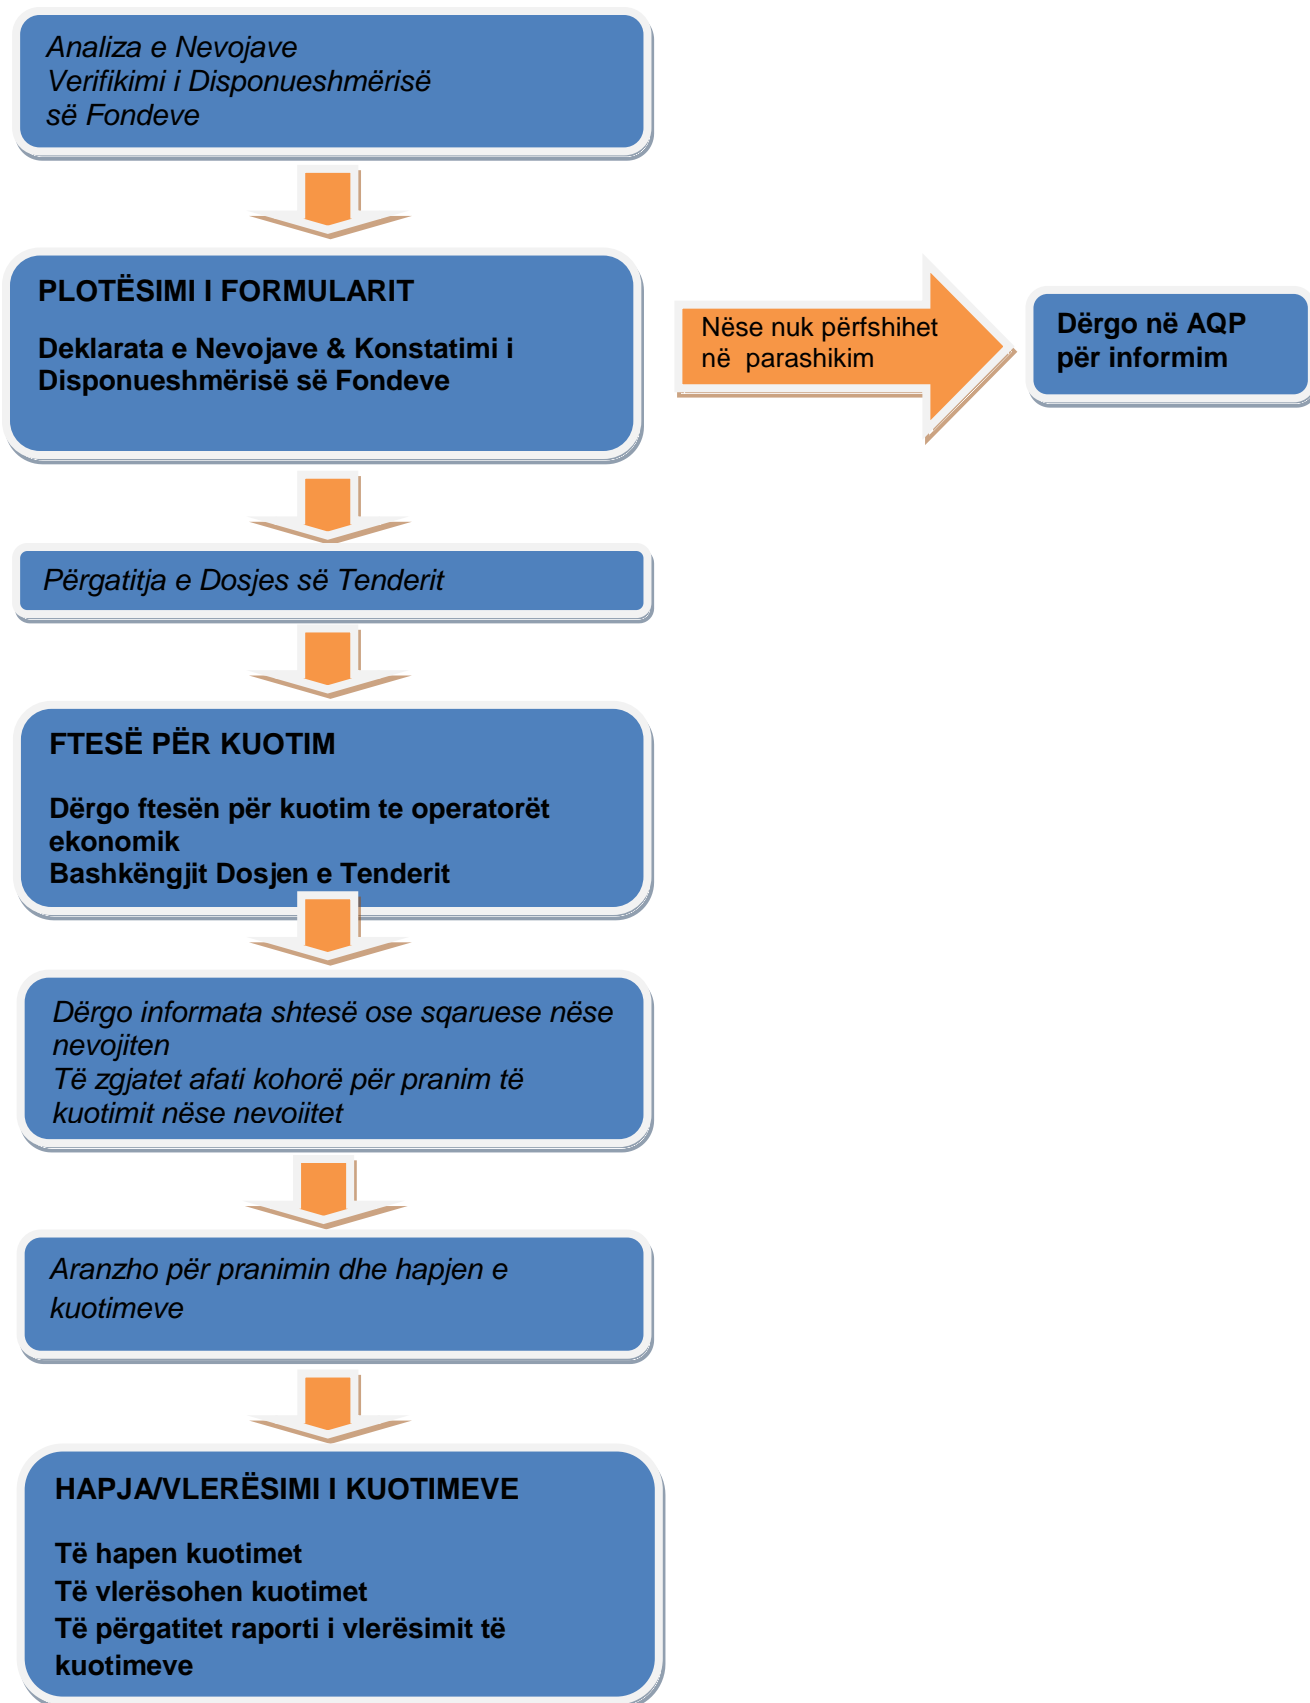 Analiza e Nevojave
Verifikimi i Disponueshmërisë
së Fondeve
PLOTËSIMI I FORMULARIT
Deklarata e Nevojave & Konstatimi i
Disponueshmërisë së Fondeve
Nëse nuk përfshihet
në parashikim
Dërgo në AQP
për informim
Përgatitja e Dosjes së Tenderit
FTESË PËR KUOTIM
Dërgo ftesën për kuotim te operatorët
ekonomik
Bashkëngjit Dosjen e Tenderit
Dërgo informata shtesë ose sqaruese nëse
nevojiten
Të zgjatet afati kohorë për pranim të
kuotimit nëse nevoiitet
Aranzho për pranimin dhe hapjen e
kuotimeve
HAPJA/VLERËSIMI I KUOTIMEVE
Të hapen kuotimet
Të vlerësohen kuotimet
Të përgatitet raporti i vlerësimit të
kuotimeve